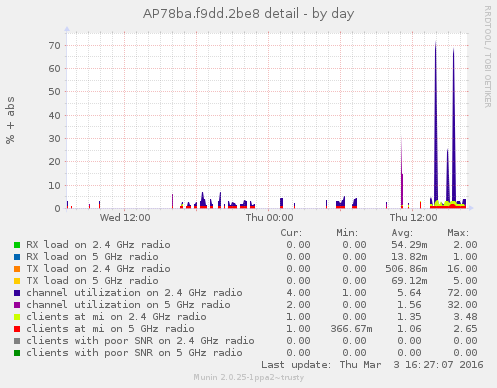 AP78ba.f9dd.2be8 detail - by day
RRDTOOL / TOBI OETIKER
% + abs
70
60
50
40
30
20
10
0
Wed 12:00 Thu 00:00 Thu 12:00
Cur: Min: Avg: Max:
RX load on 2.4 GHz radio 0.00 0.00 54.29m 2.00
RX load on 5 GHz radio 0.00 0.00 13.82m 1.00
TX load on 2.4 GHz radio 0.00 0.00 506.86m 16.00
TX load on 5 GHz radio 0.00 0.00 69.12m 5.00
channel utilization on 2.4 GHz radio 4.00 1.00 5.64 72.00
channel utilization on 5 GHz radio 2.00 0.00 1.56 32.00
clients at mi on 2.4 GHz radio 1.00 0.00 1.35 3.48
clients at mi on 5 GHz radio 1.00 366.67m 1.06 2.65
clients with poor SNR on 2.4 GHz radio 0.00 0.00 0.00 0.00
clients with poor SNR on 5 GHz radio 0.00 0.00 0.00 0.00
Last update: Thu Mar 3 16:27:07 2016
Munin 2.0.25-1ppa2~trusty